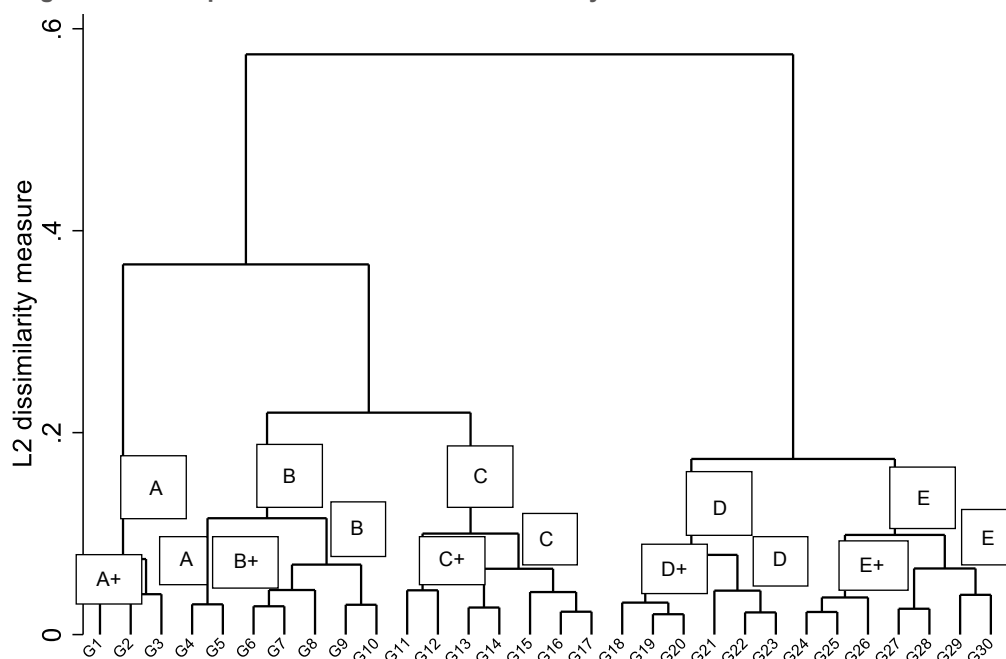 L2 dissimilarity measure
.6
.4
.2
0
A
B
C
D
E
B
C
E
A+
A
B+
C+
D+
D
E+
G1
G2
G3
G4
G5
G6
G7
G8
G9
G10
G11
G12
G13
G14
G15
G16
G17
G18
G19
G20
G21
G22
G23
G24
G25
G26
G27
G28
G29
G30